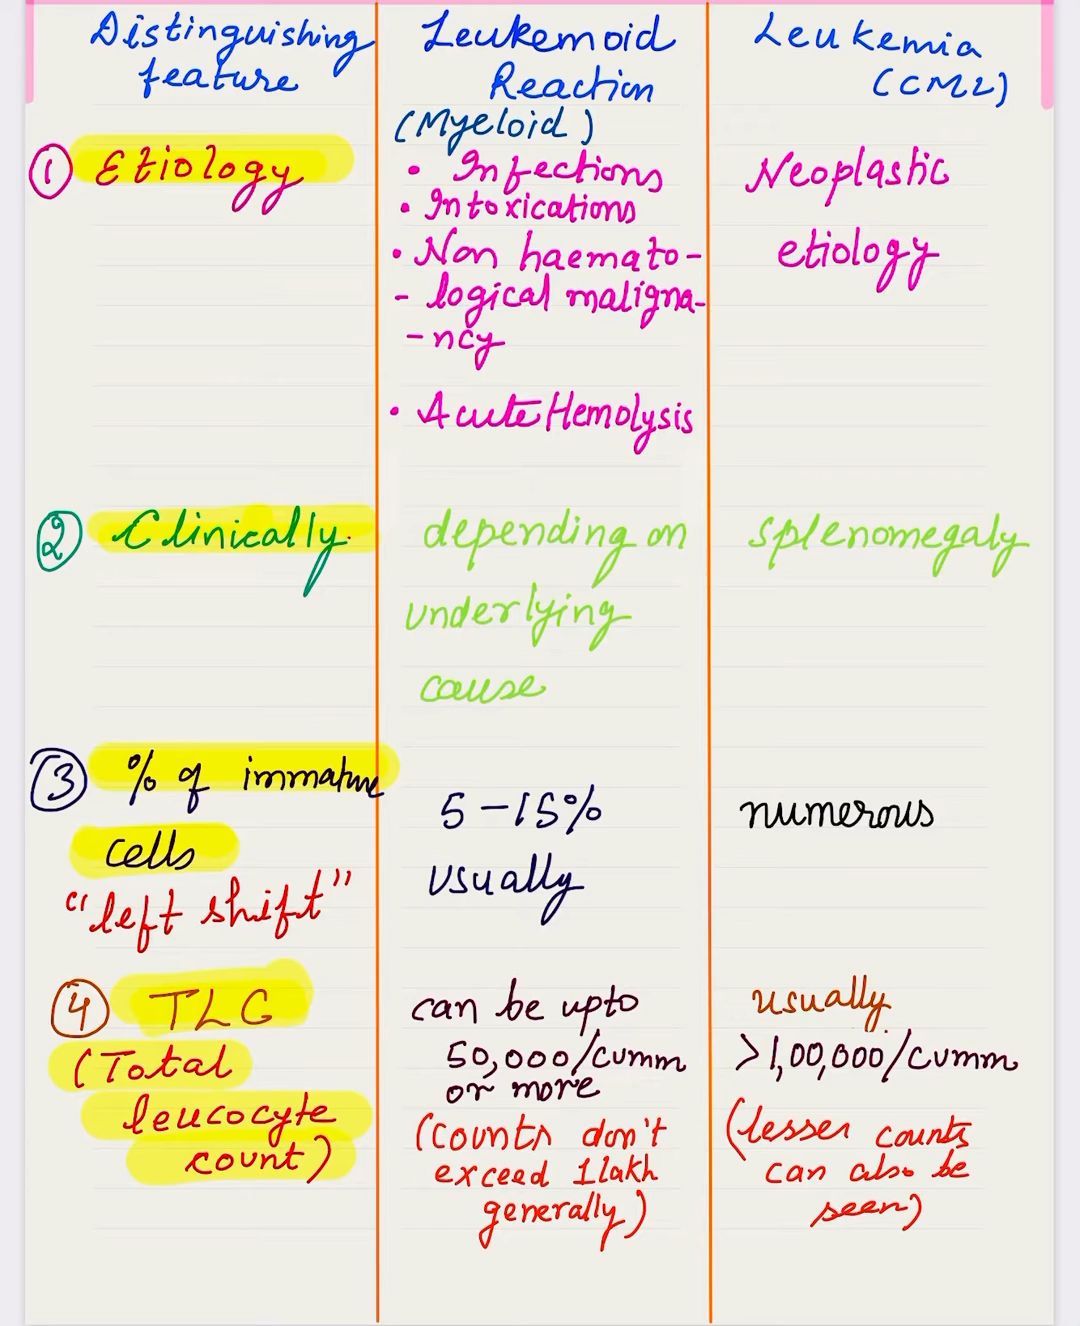 Distinguishing
feature
Leukemoid
Reaction
(Myeloid)
Leukemia
(CML)
① Etiology
• Infections
• Intoxications
• Non haemato-
- logical maligna-
- ncy
• Acute Hemolysis
Neoplastic
etiology
② Clinically
depending on
underlying
cause
splenomegaly
③ % of immature
cells
"left shift"
5-15%
usually
numerous
④ TLC
(Total
leucocyte
count)
can be upto
50,000/cumm
or more
(counts don't
exceed 1lakh
generally)
usually
>1,00,000/cumm
(lesser counts
can also be
seen)